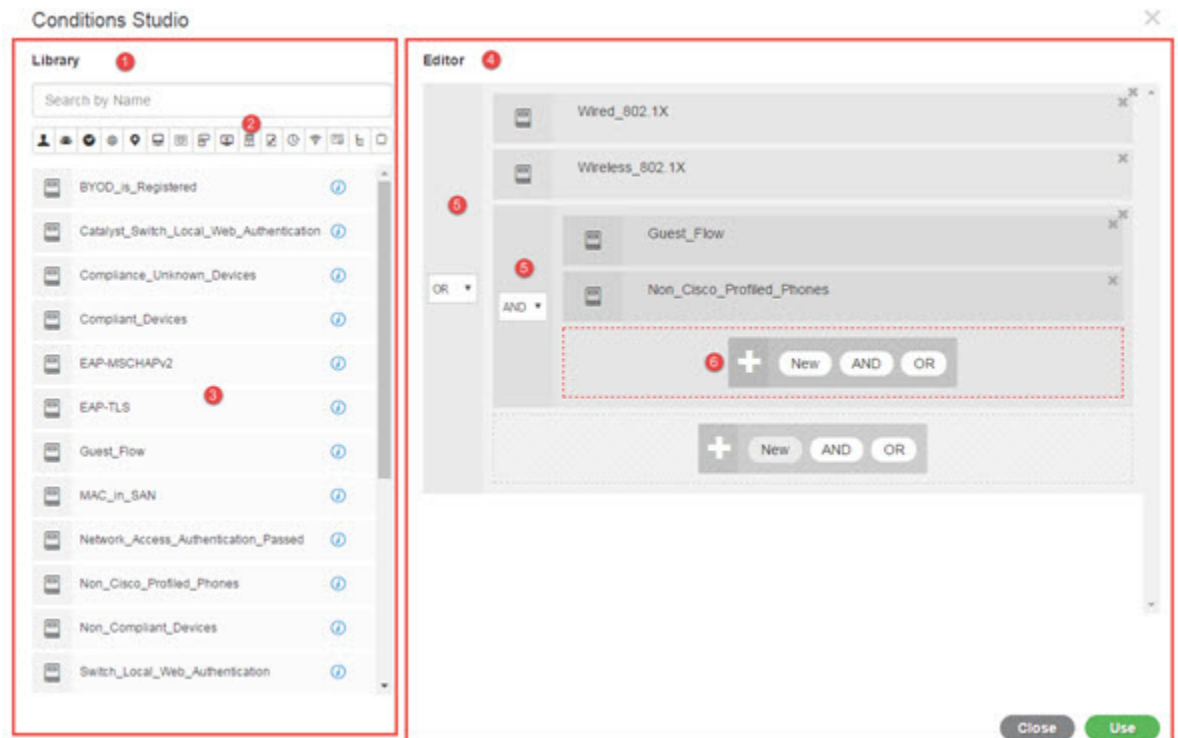 Conditions Studio
Library 1
Search by Name
2
BYOD_is_Registered
Catalyst_Switch_Local_Web_Authentication
Compliance_Unknown_Devices
Compliant_Devices
EAP-MSCHAPv2
3
EAP-TLS
Guest_Flow
MAC_in_SAN
Network_Access_Authentication_Passed
Non_Cisco_Profiled_Phones
Non_Compliant_Devices
Switch_Local_Web_Authentication
Editor 4
Wired_802.1X
Wireless_802.1X
5
OR
Guest_Flow
5
AND
Non_Cisco_Profiled_Phones
6 New AND OR
New AND OR
Close Use